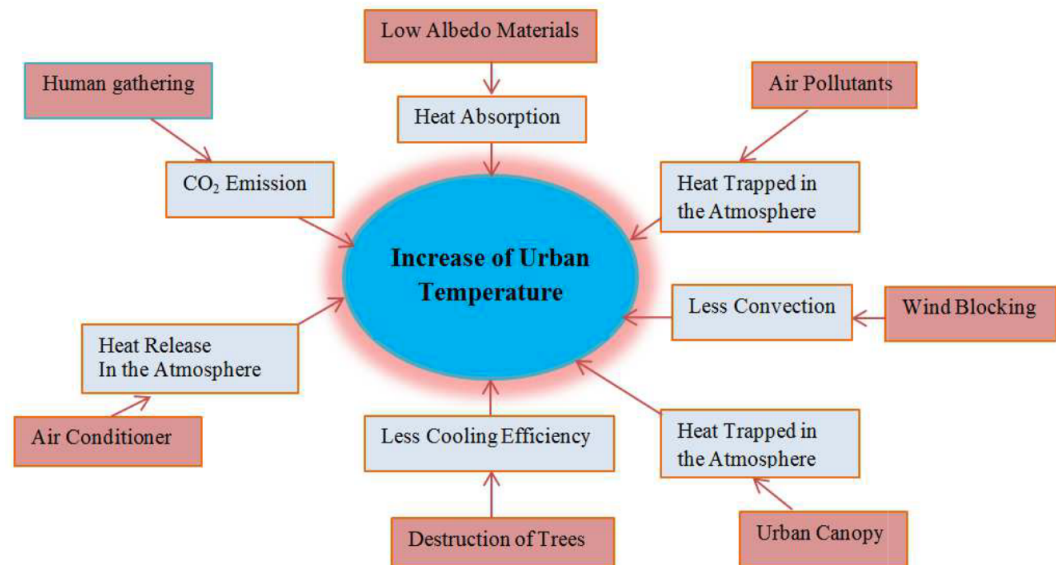 Low Albedo Materials
Human gathering
Air Pollutants
Heat Absorption
CO₂ Emission
Heat Trapped in
the Atmosphere
Increase of Urban
Temperature
Less Convection
Wind Blocking
Heat Release
In the Atmosphere
Air Conditioner
Less Cooling Efficiency
Heat Trapped in
the Atmosphere
Destruction of Trees
Urban Canopy